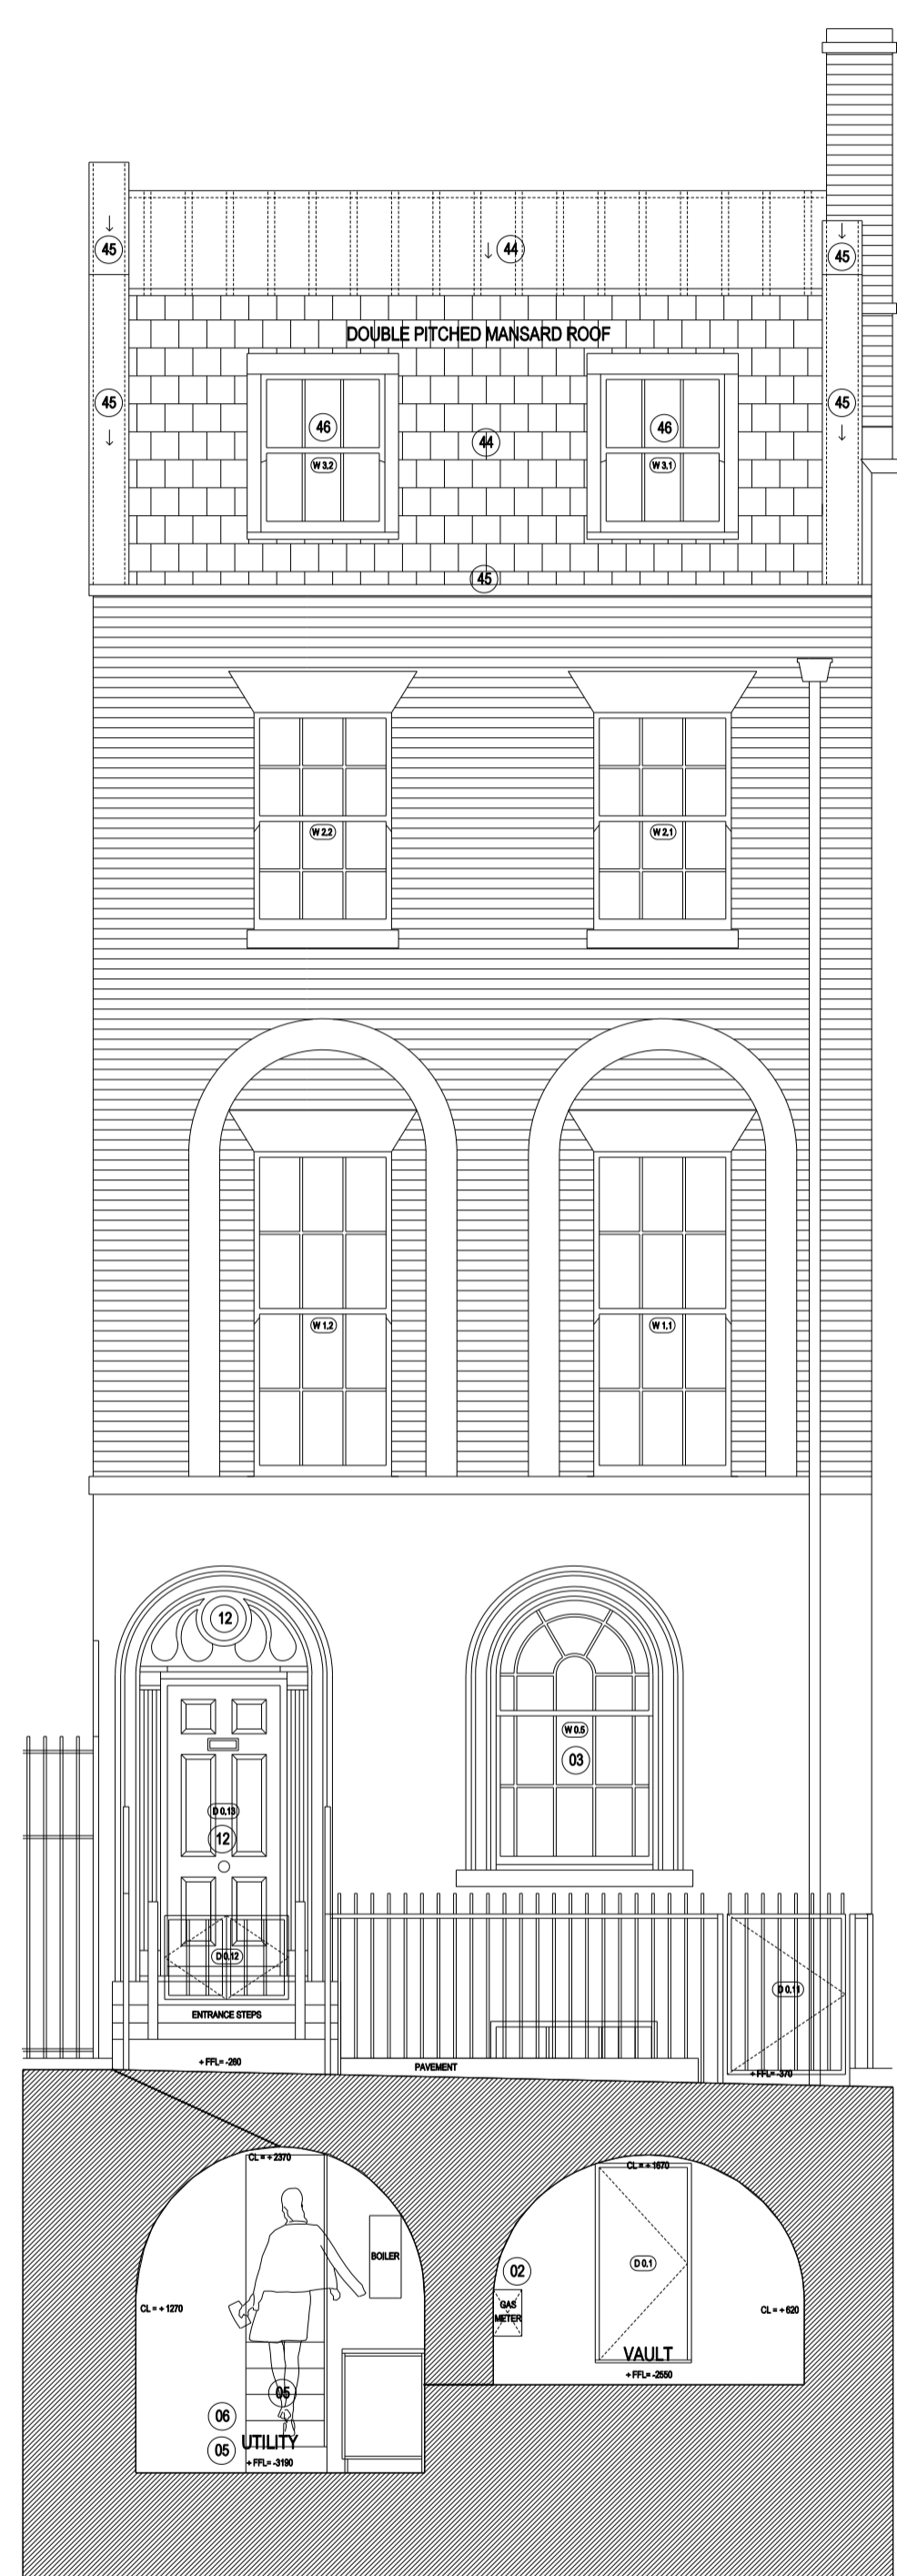 45
44
45
DOUBLE PITCHED MANSARD ROOF
45
46
44
46
45
W 3.2
W 3.1
45
W 2.2
W 2.1
W 1.2
W 1.1
12
W 0.5
03
D 0.13
12
D 0.12
D 0.11
ENTRANCE STEPS
+ FFL= -260
PAVEMENT
+ FFL= -370
CL = + 2370
CL = + 1670
BOILER
D 0.1
02
GAS
METER
CL = + 1270
CL = + 620
VAULT
+ FFL= -2550
05
06
UTILITY
05
+ FFL= -3190